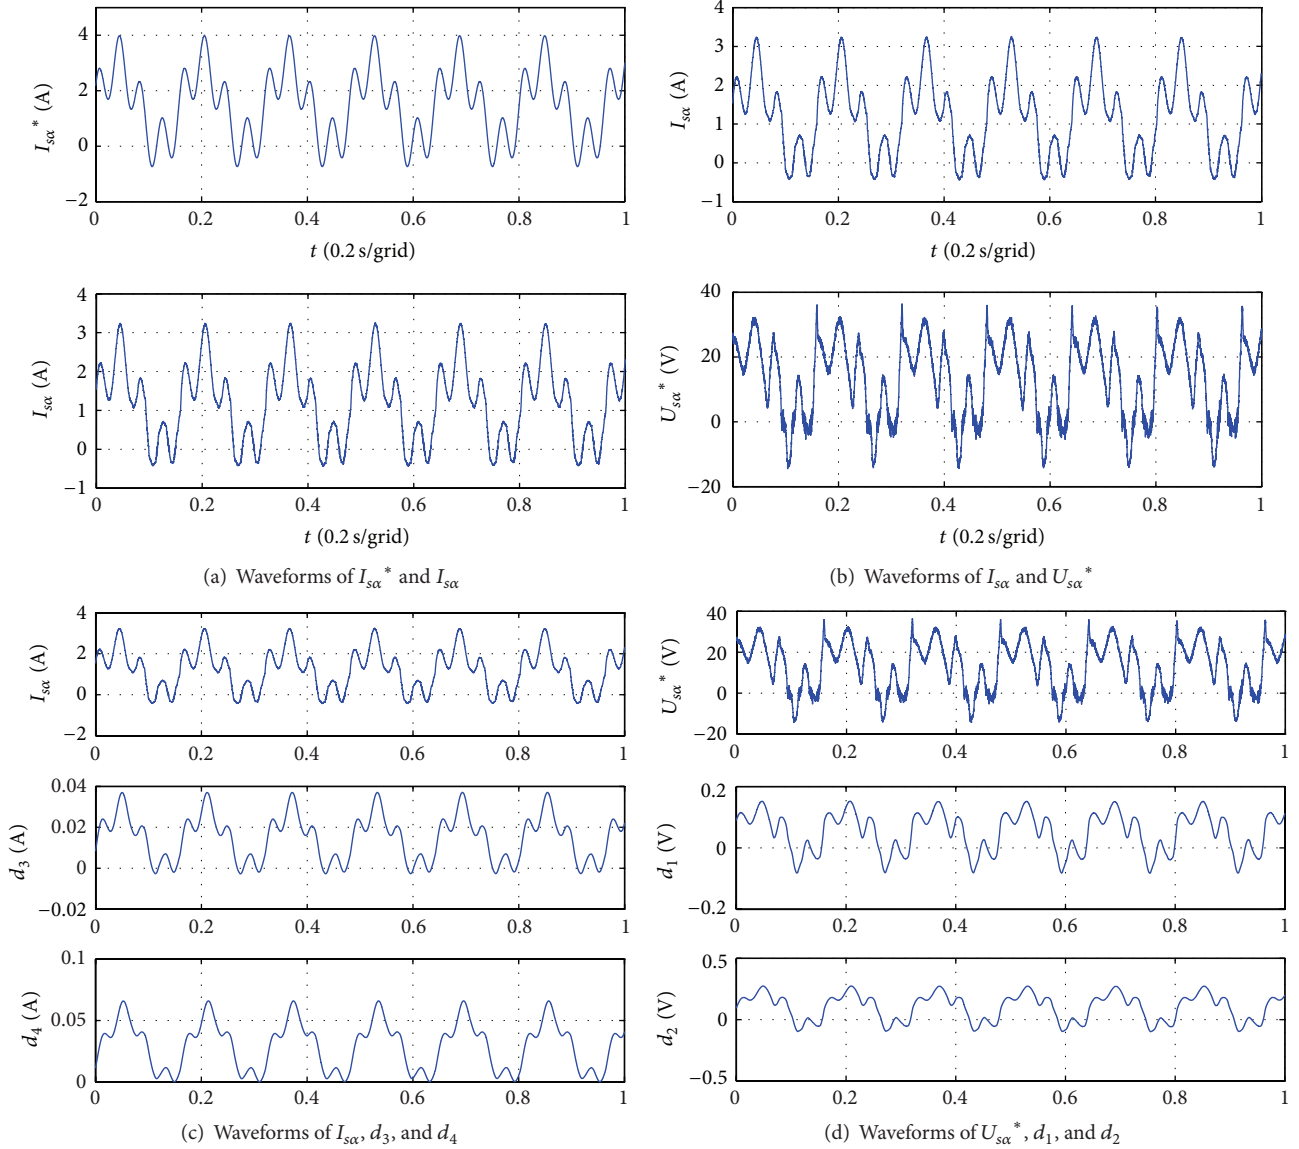 4
2
0
−2
I_sα* (A)
0 0.2 0.4 0.6 0.8 1
t (0.2 s/grid)
4
3
2
1
0
−1
I_sα (A)
0 0.2 0.4 0.6 0.8 1
t (0.2 s/grid)
(a) Waveforms of I_sα* and I_sα
4
3
2
1
0
−1
I_sα (A)
0 0.2 0.4 0.6 0.8 1
t (0.2 s/grid)
40
20
0
−20
U_sα* (V)
0 0.2 0.4 0.6 0.8 1
t (0.2 s/grid)
(b) Waveforms of I_sα and U_sα*
4
2
0
−2
I_sα (A)
0 0.2 0.4 0.6 0.8 1
0.04
0.02
0
−0.02
d_3 (A)
0 0.2 0.4 0.6 0.8 1
0.1
0.05
0
d_4 (A)
0 0.2 0.4 0.6 0.8 1
(c) Waveforms of I_sα, d_3, and d_4
40
20
0
−20
U_sα* (V)
0 0.2 0.4 0.6 0.8 1
0.2
0
−0.2
d_1 (V)
0 0.2 0.4 0.6 0.8 1
0.5
0
−0.5
d_2 (V)
0 0.2 0.4 0.6 0.8 1
(d) Waveforms of U_sα*, d_1, and d_2